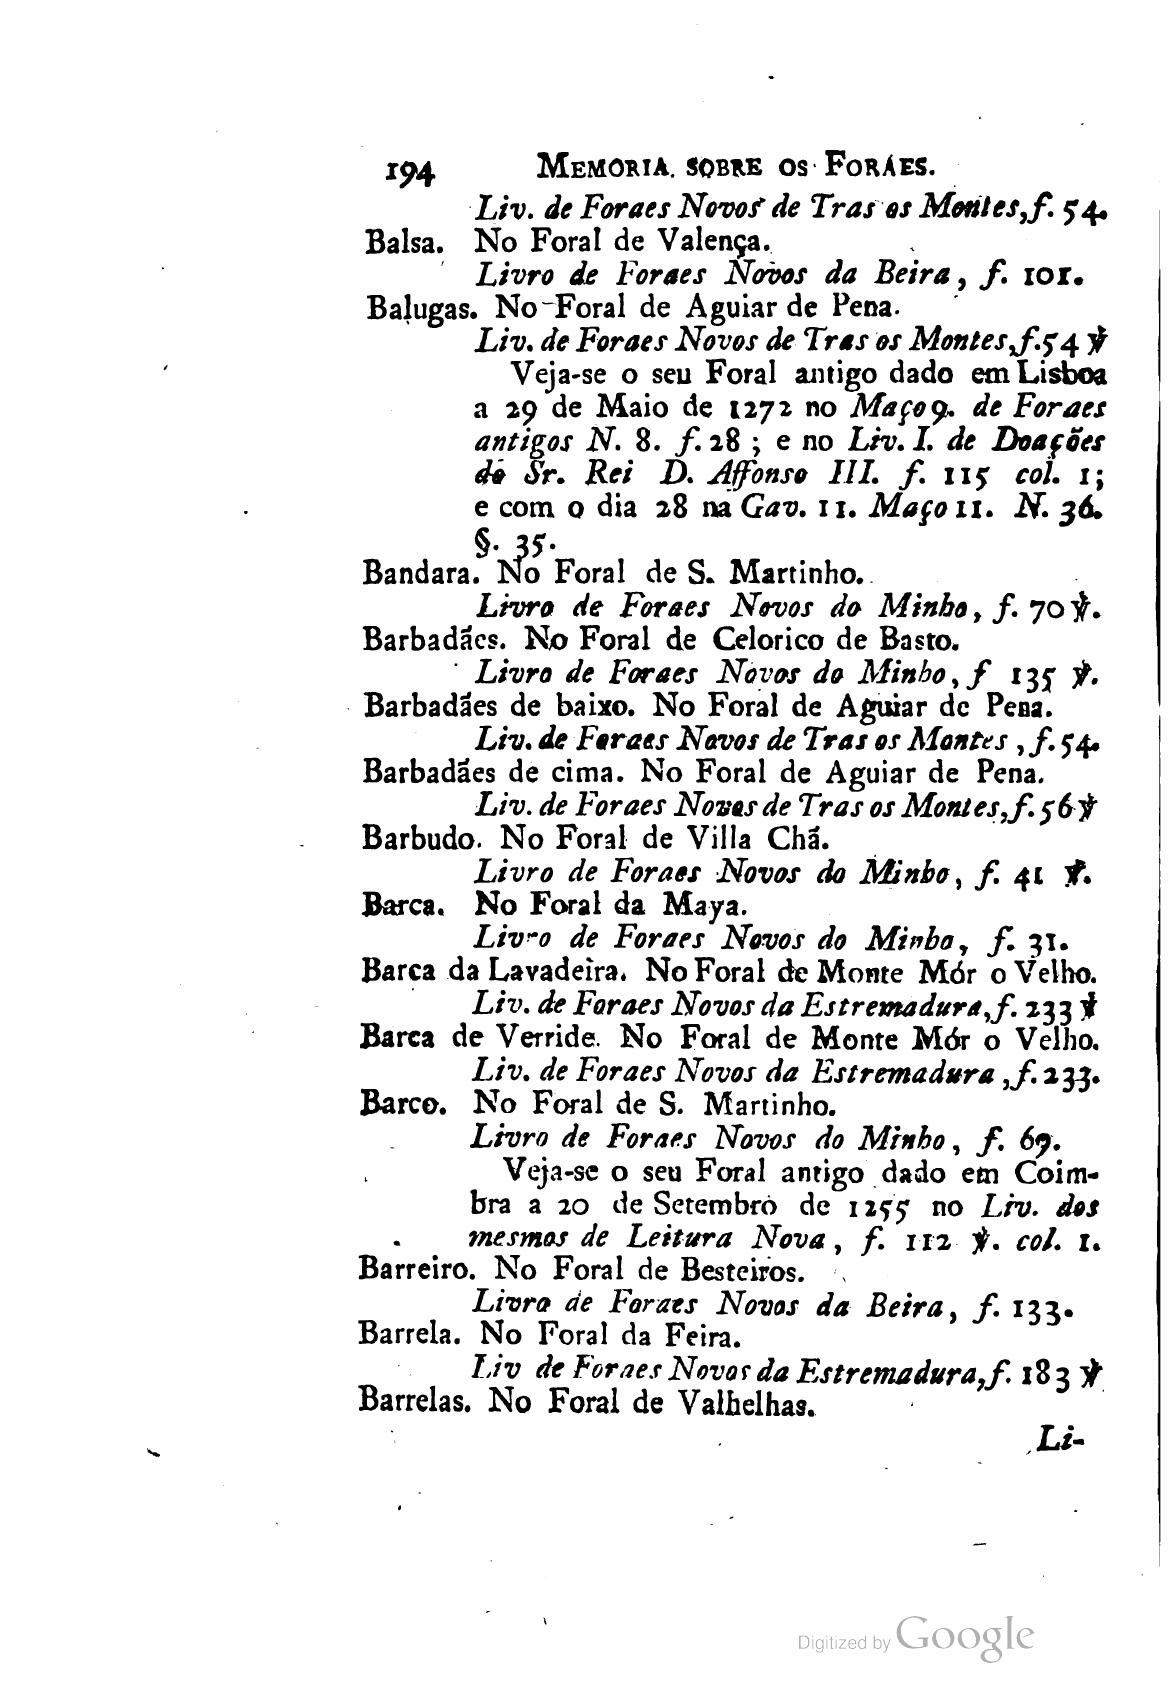 194 MEMORIA SOBRE OS FORÁES.
Liv. de Foraes Novos de Tras os Montes, f. 54.
Balsa. No Foral de Valença.
Livro de Foraes Novos da Beira, f. 101.
Balugas. No Foral de Aguiar de Pena.
Liv. de Foraes Novos de Tras os Montes, f. 54 ℣
Veja-se o seu Foral antigo dado em Lisboa
a 29 de Maio de 1272 no Maço 9. de Foraes
antigos N. 8. f. 28; e no Liv. I. de Doações
do Sr. Rei D. Affonso III. f. 115 col. 1;
e com o dia 28 na Gav. 11. Maço 11. N. 36.
§. 35.
Bandara. No Foral de S. Martinho.
Livro de Foraes Novos do Minho, f. 70 ℣.
Barbadães. No Foral de Celorico de Basto.
Livro de Foraes Novos do Minho, f 135 ℣.
Barbadães de baixo. No Foral de Aguiar de Pena.
Liv. de Foraes Novos de Tras os Montes, f. 54.
Barbadães de cima. No Foral de Aguiar de Pena.
Liv. de Foraes Novos de Tras os Montes, f. 56 ℣
Barbudo. No Foral de Villa Chã.
Livro de Foraes Novos do Minho, f. 41 ℣.
Barca. No Foral da Maya.
Livro de Foraes Novos do Minho, f. 31.
Barca da Lavadeira. No Foral de Monte Mór o Velho.
Liv. de Foraes Novos da Estremadura, f. 233 ℣
Barca de Verride. No Foral de Monte Mór o Velho.
Liv. de Foraes Novos da Estremadura, f. 233.
Barco. No Foral de S. Martinho.
Livro de Foraes Novos do Minho, f. 69.
Veja-se o seu Foral antigo dado em Coim-
bra a 20 de Setembro de 1255 no Liv. dos
mesmos de Leitura Nova, f. 112 ℣. col. 1.
Barreiro. No Foral de Besteiros.
Livro de Foraes Novos da Beira, f. 133.
Barrela. No Foral da Feira.
Liv de Foraes Novos da Estremadura, f. 183 ℣
Barrelas. No Foral de Valhelhas.
Li-
Digitized by Google